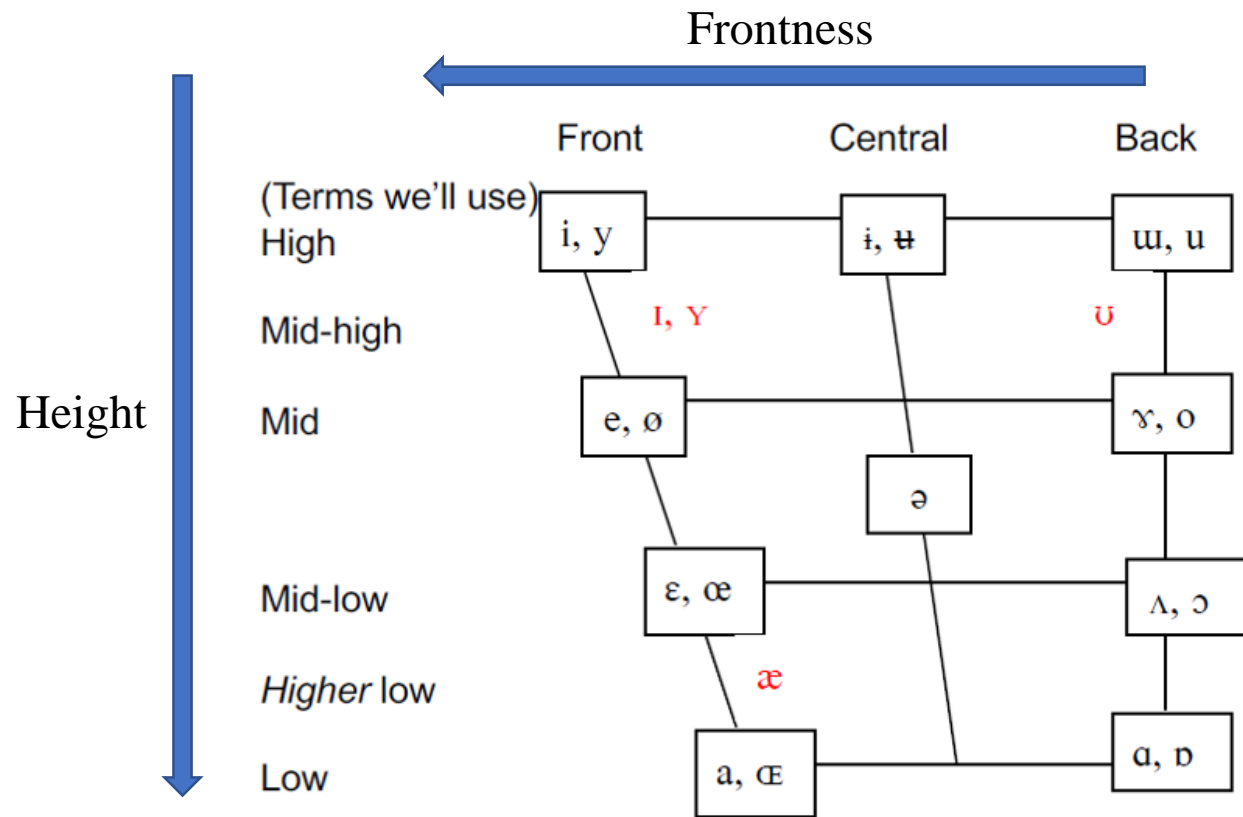 Frontness
Front Central Back
(Terms we'll use)
High i, y ɨ, ʉ ɯ, u
Mid-high ɪ, ʏ ʊ
Height Mid e, ø ɤ, o
ə
Mid-low ɛ, œ ʌ, ɔ
Higher low æ
Low a, ɶ ɑ, ɒ